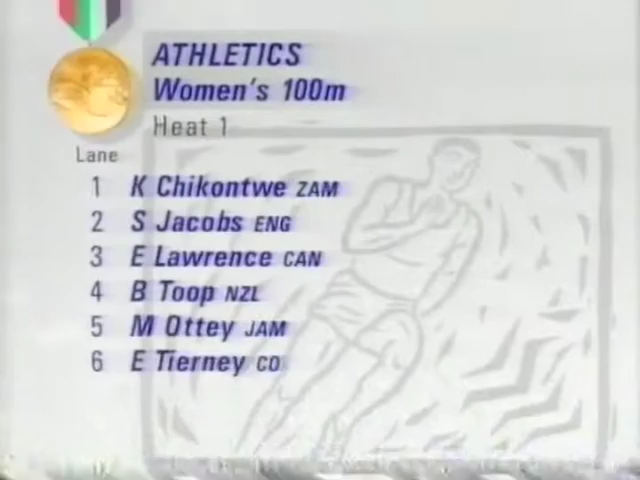 ATHLETICS
Women's 100m
Heat 1
Lane
1 K Chikontwe ZAM
2 S Jacobs ENG
3 E Lawrence CAN
4 B Toop NZL
5 M Ottey JAM
6 E Tierney CO